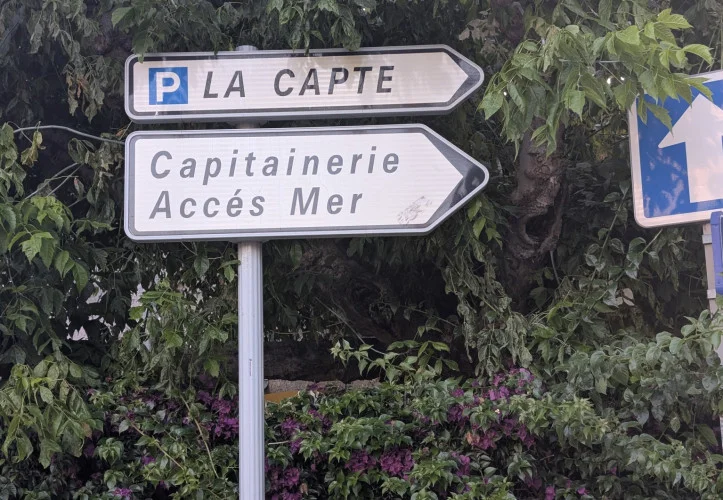 P LA CAPTE
Capitainerie
Accés Mer